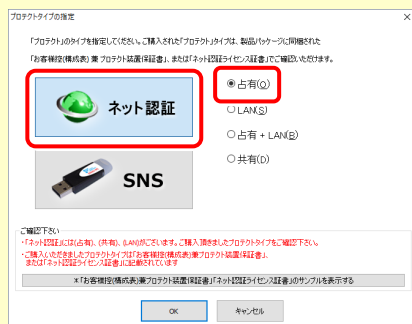 プロテクトタイプの指定
「プロテクト」のタイプを指定してください。ご購入された「プロテクト」タイプは、製品パッケージに同梱された
「お客様控(構成表) 兼 プロテクト装置保証書」、または「ネット認証ライセンス証書」でご確認いただけます。
ネット認証
占有(O)
LAN(S)
占有 + LAN(B)
共有(D)
SNS
ご確認下さい
・「ネット認証」には(占有)、(共有)、(LAN)がございます。ご購入頂きましたプロテクトタイプをご確認下さい。
・ご購入いただきましたプロテクトタイプは「お客様控(構成表)兼プロテクト装置保証書」、
または「ネット認証ライセンス証書」に記載されています
*「お客様控(構成表)兼プロテクト装置保証書」「ネット認証ライセンス証書」のサンプルを表示する
OK
キャンセル